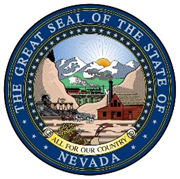 THE GREAT SEAL OF THE STATE OF
NEVADA
ALL FOR OUR COUNTRY